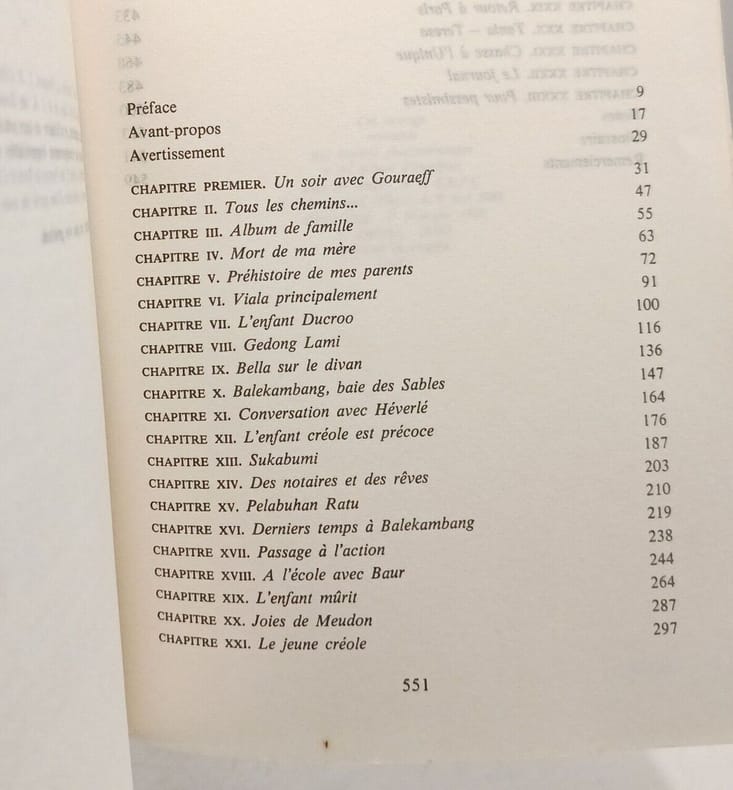 Préface 9
Avant-propos 17
Avertissement 29
CHAPITRE PREMIER. Un soir avec Gouraeff 31
CHAPITRE II. Tous les chemins... 47
CHAPITRE III. Album de famille 55
CHAPITRE IV. Mort de ma mère 63
CHAPITRE V. Préhistoire de mes parents 72
CHAPITRE VI. Viala principalement 91
CHAPITRE VII. L'enfant Ducroo 100
CHAPITRE VIII. Gedong Lami 116
CHAPITRE IX. Bella sur le divan 136
CHAPITRE X. Balekambang, baie des Sables 147
CHAPITRE XI. Conversation avec Héverlé 164
CHAPITRE XII. L'enfant créole est précoce 176
CHAPITRE XIII. Sukabumi 187
CHAPITRE XIV. Des notaires et des rêves 203
CHAPITRE XV. Pelabuhan Ratu 210
CHAPITRE XVI. Derniers temps à Balekambang 219
CHAPITRE XVII. Passage à l'action 238
CHAPITRE XVIII. A l'école avec Baur 244
CHAPITRE XIX. L'enfant mûrit 264
CHAPITRE XX. Joies de Meudon 287
CHAPITRE XXI. Le jeune créole 297
551